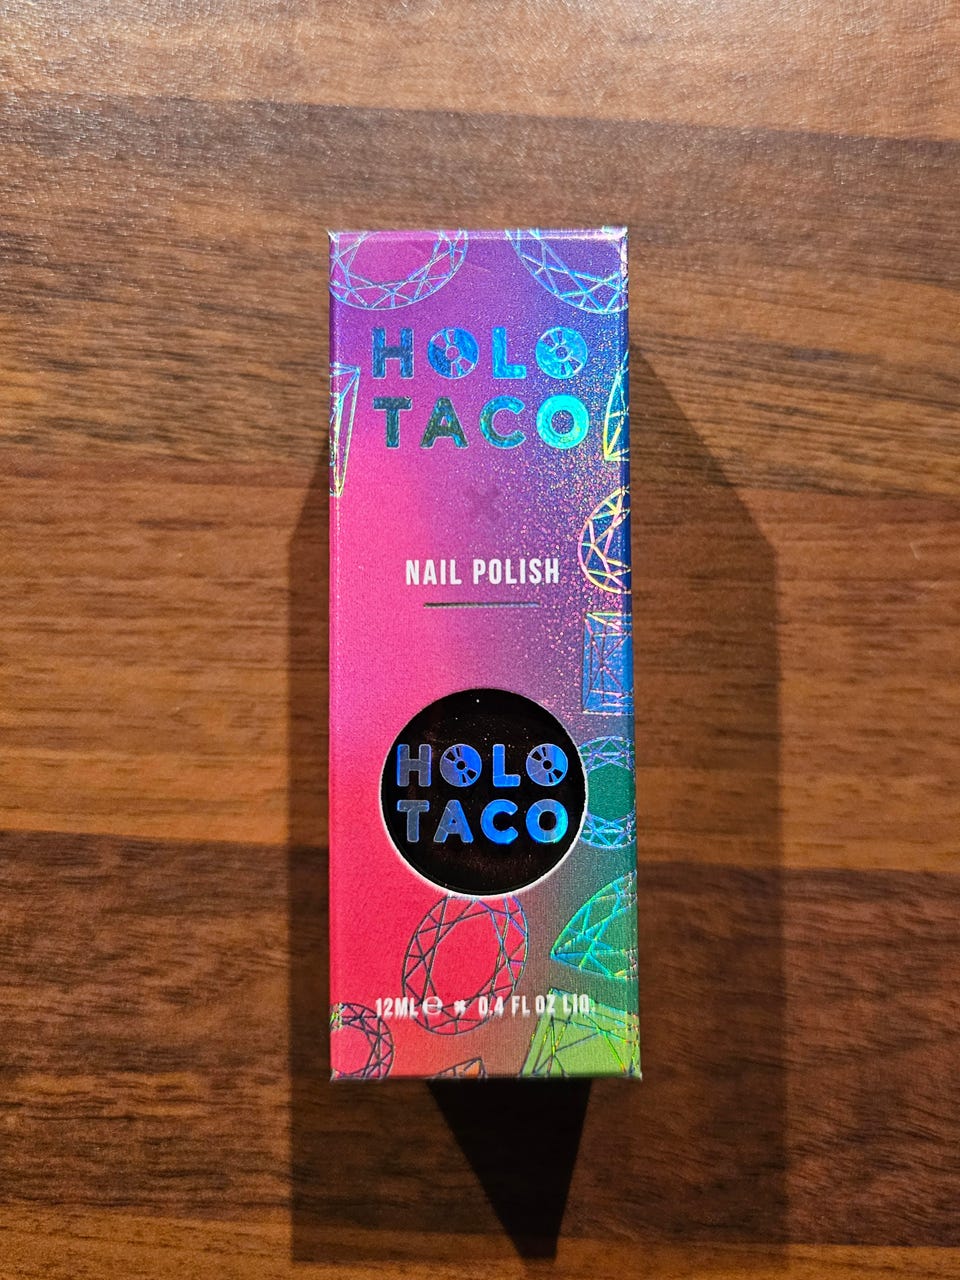 HOLO
TACO
NAIL POLISH
HOLO
TACO
12ML ℮ * 0.4 FL OZ LIQ.